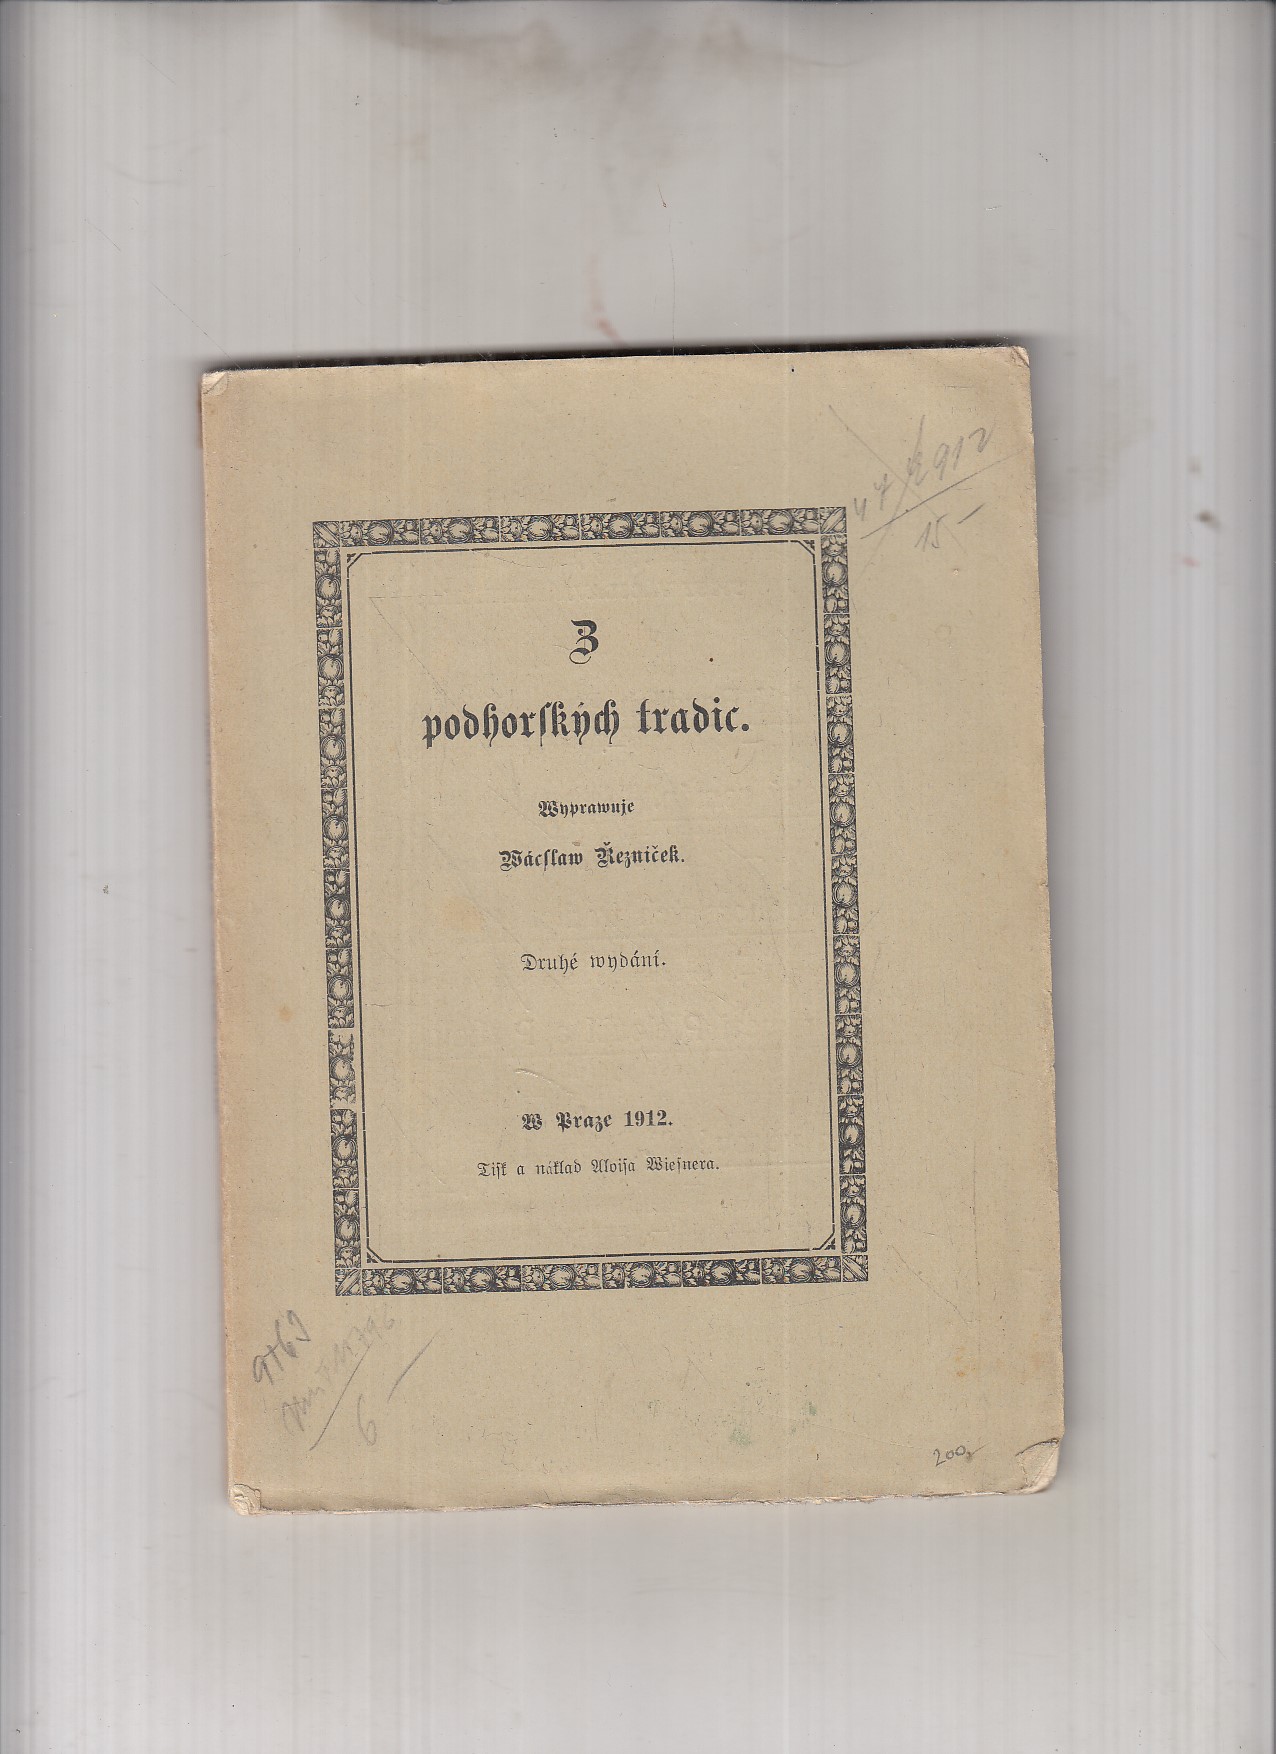 Z
podhorſkých tradic.
Wyprawuje
Wácſlaw Řezníček.
Druhé wydání.
W Praze 1912.
Tiſk a náklad Aloiſa Wieſnera.
15 –
6 –
200,-